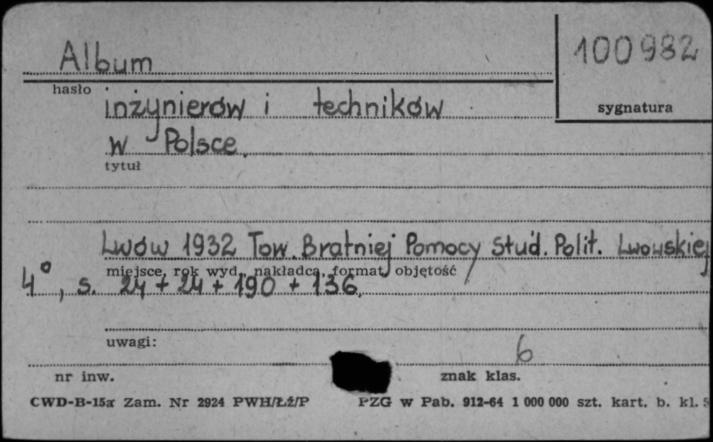 Album
100982
hasło
sygnatura
inżynierów i techników
w Polsce
tytuł
Lwów 1932 Tow. Bratniej Pomocy Stud. Polit. Lwowskiej
miejsce, rok wyd., nakładca, format, objętość
4°, s. 24 + 24 + 190 + 136
uwagi:
6
nr inw.
znak klas.
CWD-B-15a Zam. Nr 2924 PWH/Łź/P
PZG w Pab. 912-64 1 000 000 szt. kart. b. kl.